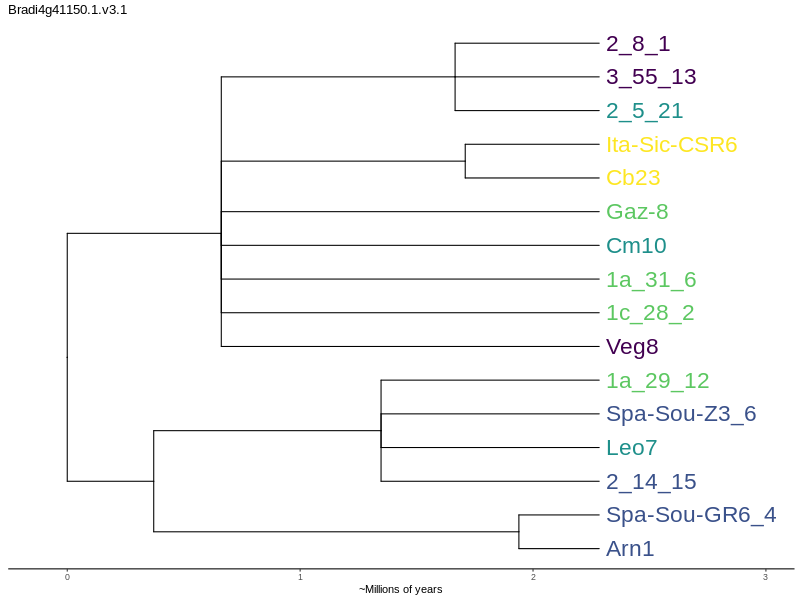 Bradi4g41150.1.v3.1
2_8_1
3_55_13
2_5_21
Ita-Sic-CSR6
Cb23
Gaz-8
Cm10
1a_31_6
1c_28_2
Veg8
1a_29_12
Spa-Sou-Z3_6
Leo7
2_14_15
Spa-Sou-GR6_4
Arn1
0 1 2 3
~Millions of years